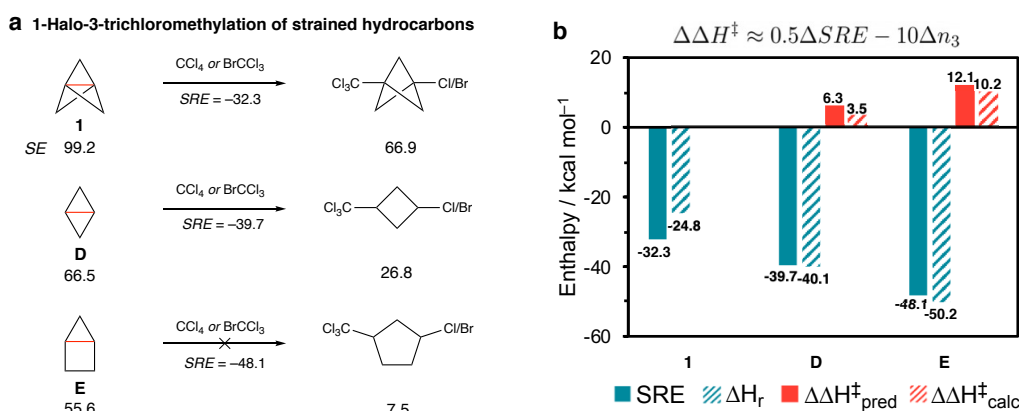 a 1-Halo-3-trichloromethylation of strained hydrocarbons
CCl4 or BrCCl3
SRE = –32.3
Cl3C
Cl/Br
1
SE 99.2
66.9
CCl4 or BrCCl3
SRE = –39.7
Cl3C
Cl/Br
D
66.5
26.8
CCl4 or BrCCl3
SRE = –48.1
Cl3C
Cl/Br
E
55.6
7.5
b ΔΔH‡ ≈ 0.5ΔSRE − 10Δn3
Enthalpy / kcal mol–1
20
0
-20
-40
-60
-32.3
-24.8
-39.7
-40.1
6.3
3.5
-48.1
-50.2
12.1
10.2
1 D E
SRE ΔHr ΔΔH‡pred ΔΔH‡calc